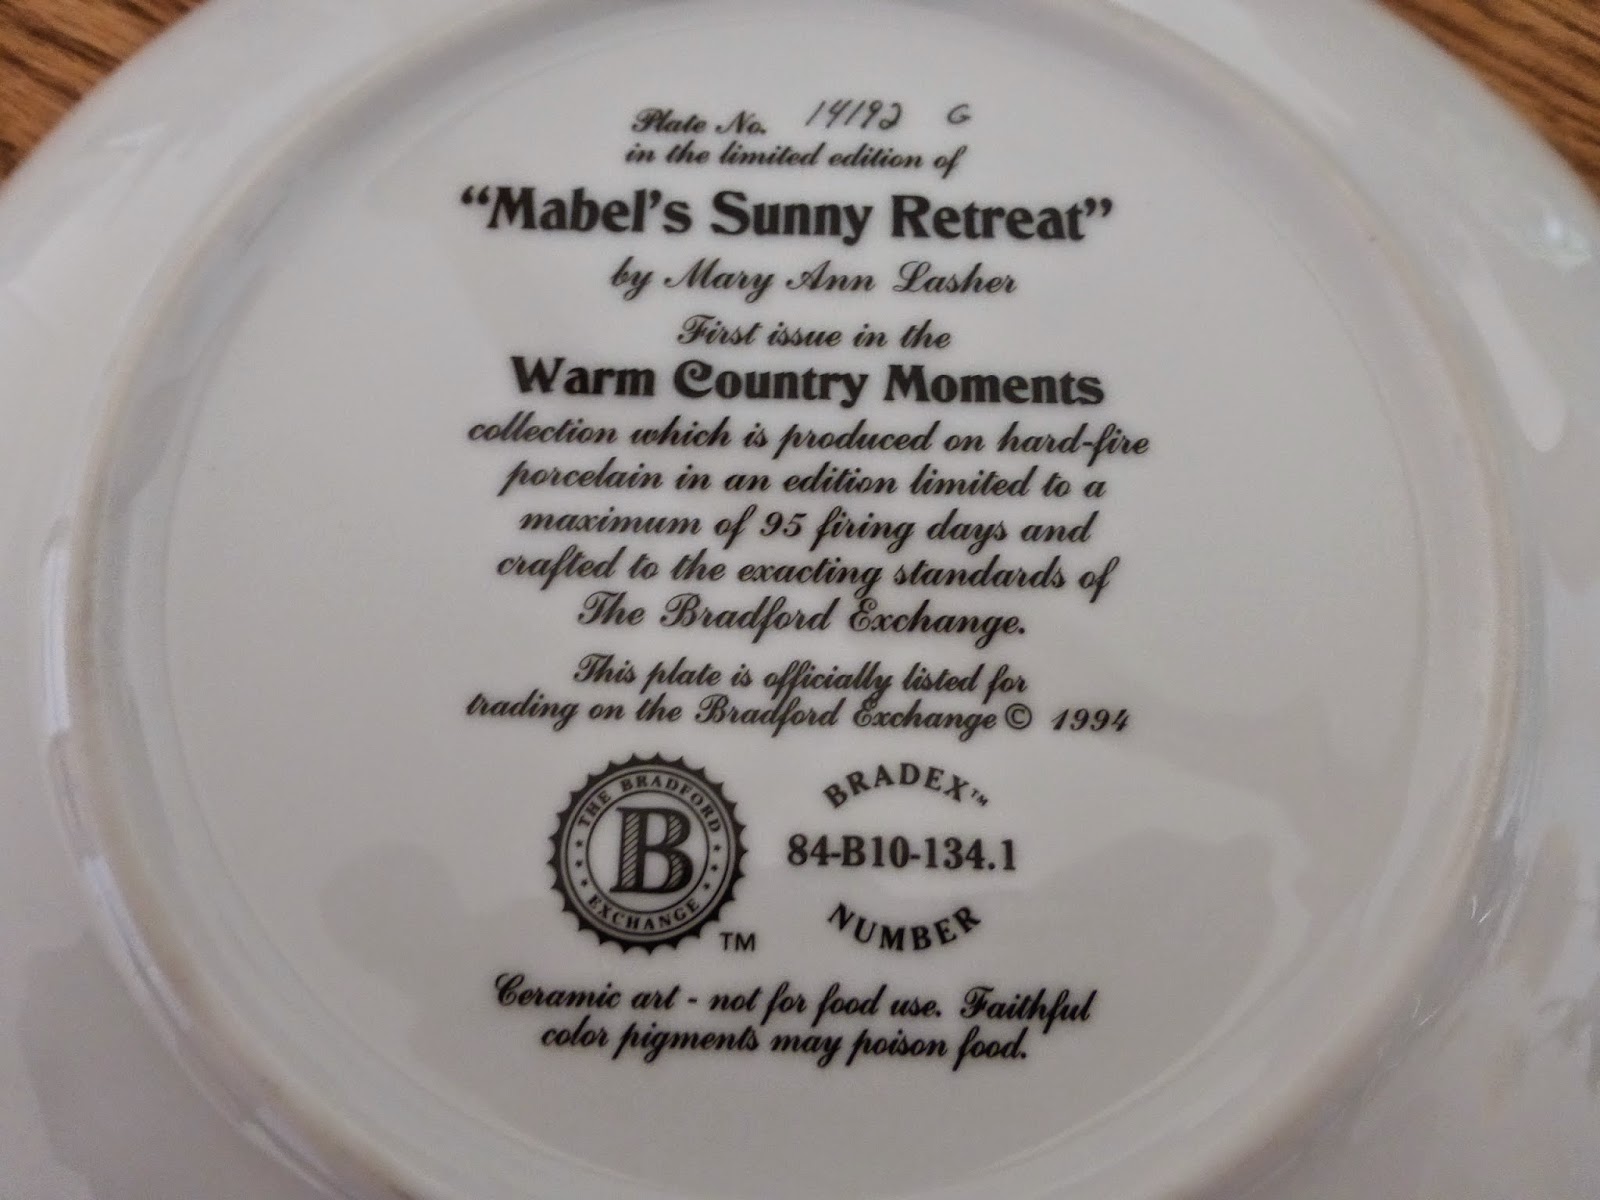 Plate No. 14192 G
in the limited edition of
“Mabel's Sunny Retreat”
by Mary Ann Lasher
First issue in the
Warm Country Moments
collection which is produced on hard-fire
porcelain in an edition limited to a
maximum of 95 firing days and
crafted to the exacting standards of
The Bradford Exchange.
This plate is officially listed for
trading on the Bradford Exchange © 1994
THE BRADFORD
B
EXCHANGE
TM
BRADEX™
84-B10-134.1
NUMBER
Ceramic art - not for food use. Faithful
color pigments may poison food.